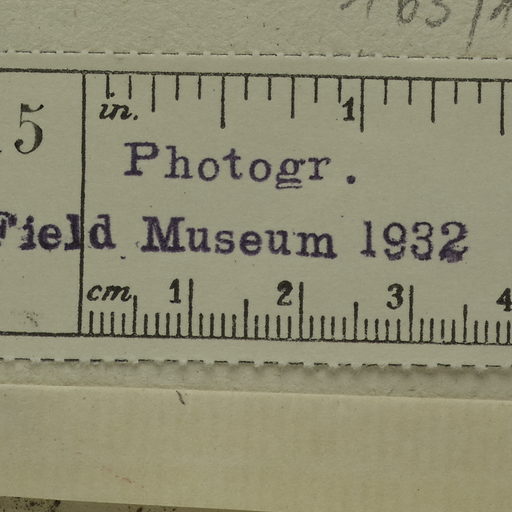 in. 1
5
Photogr.
Field Museum 1932
cm 1 2 3 4